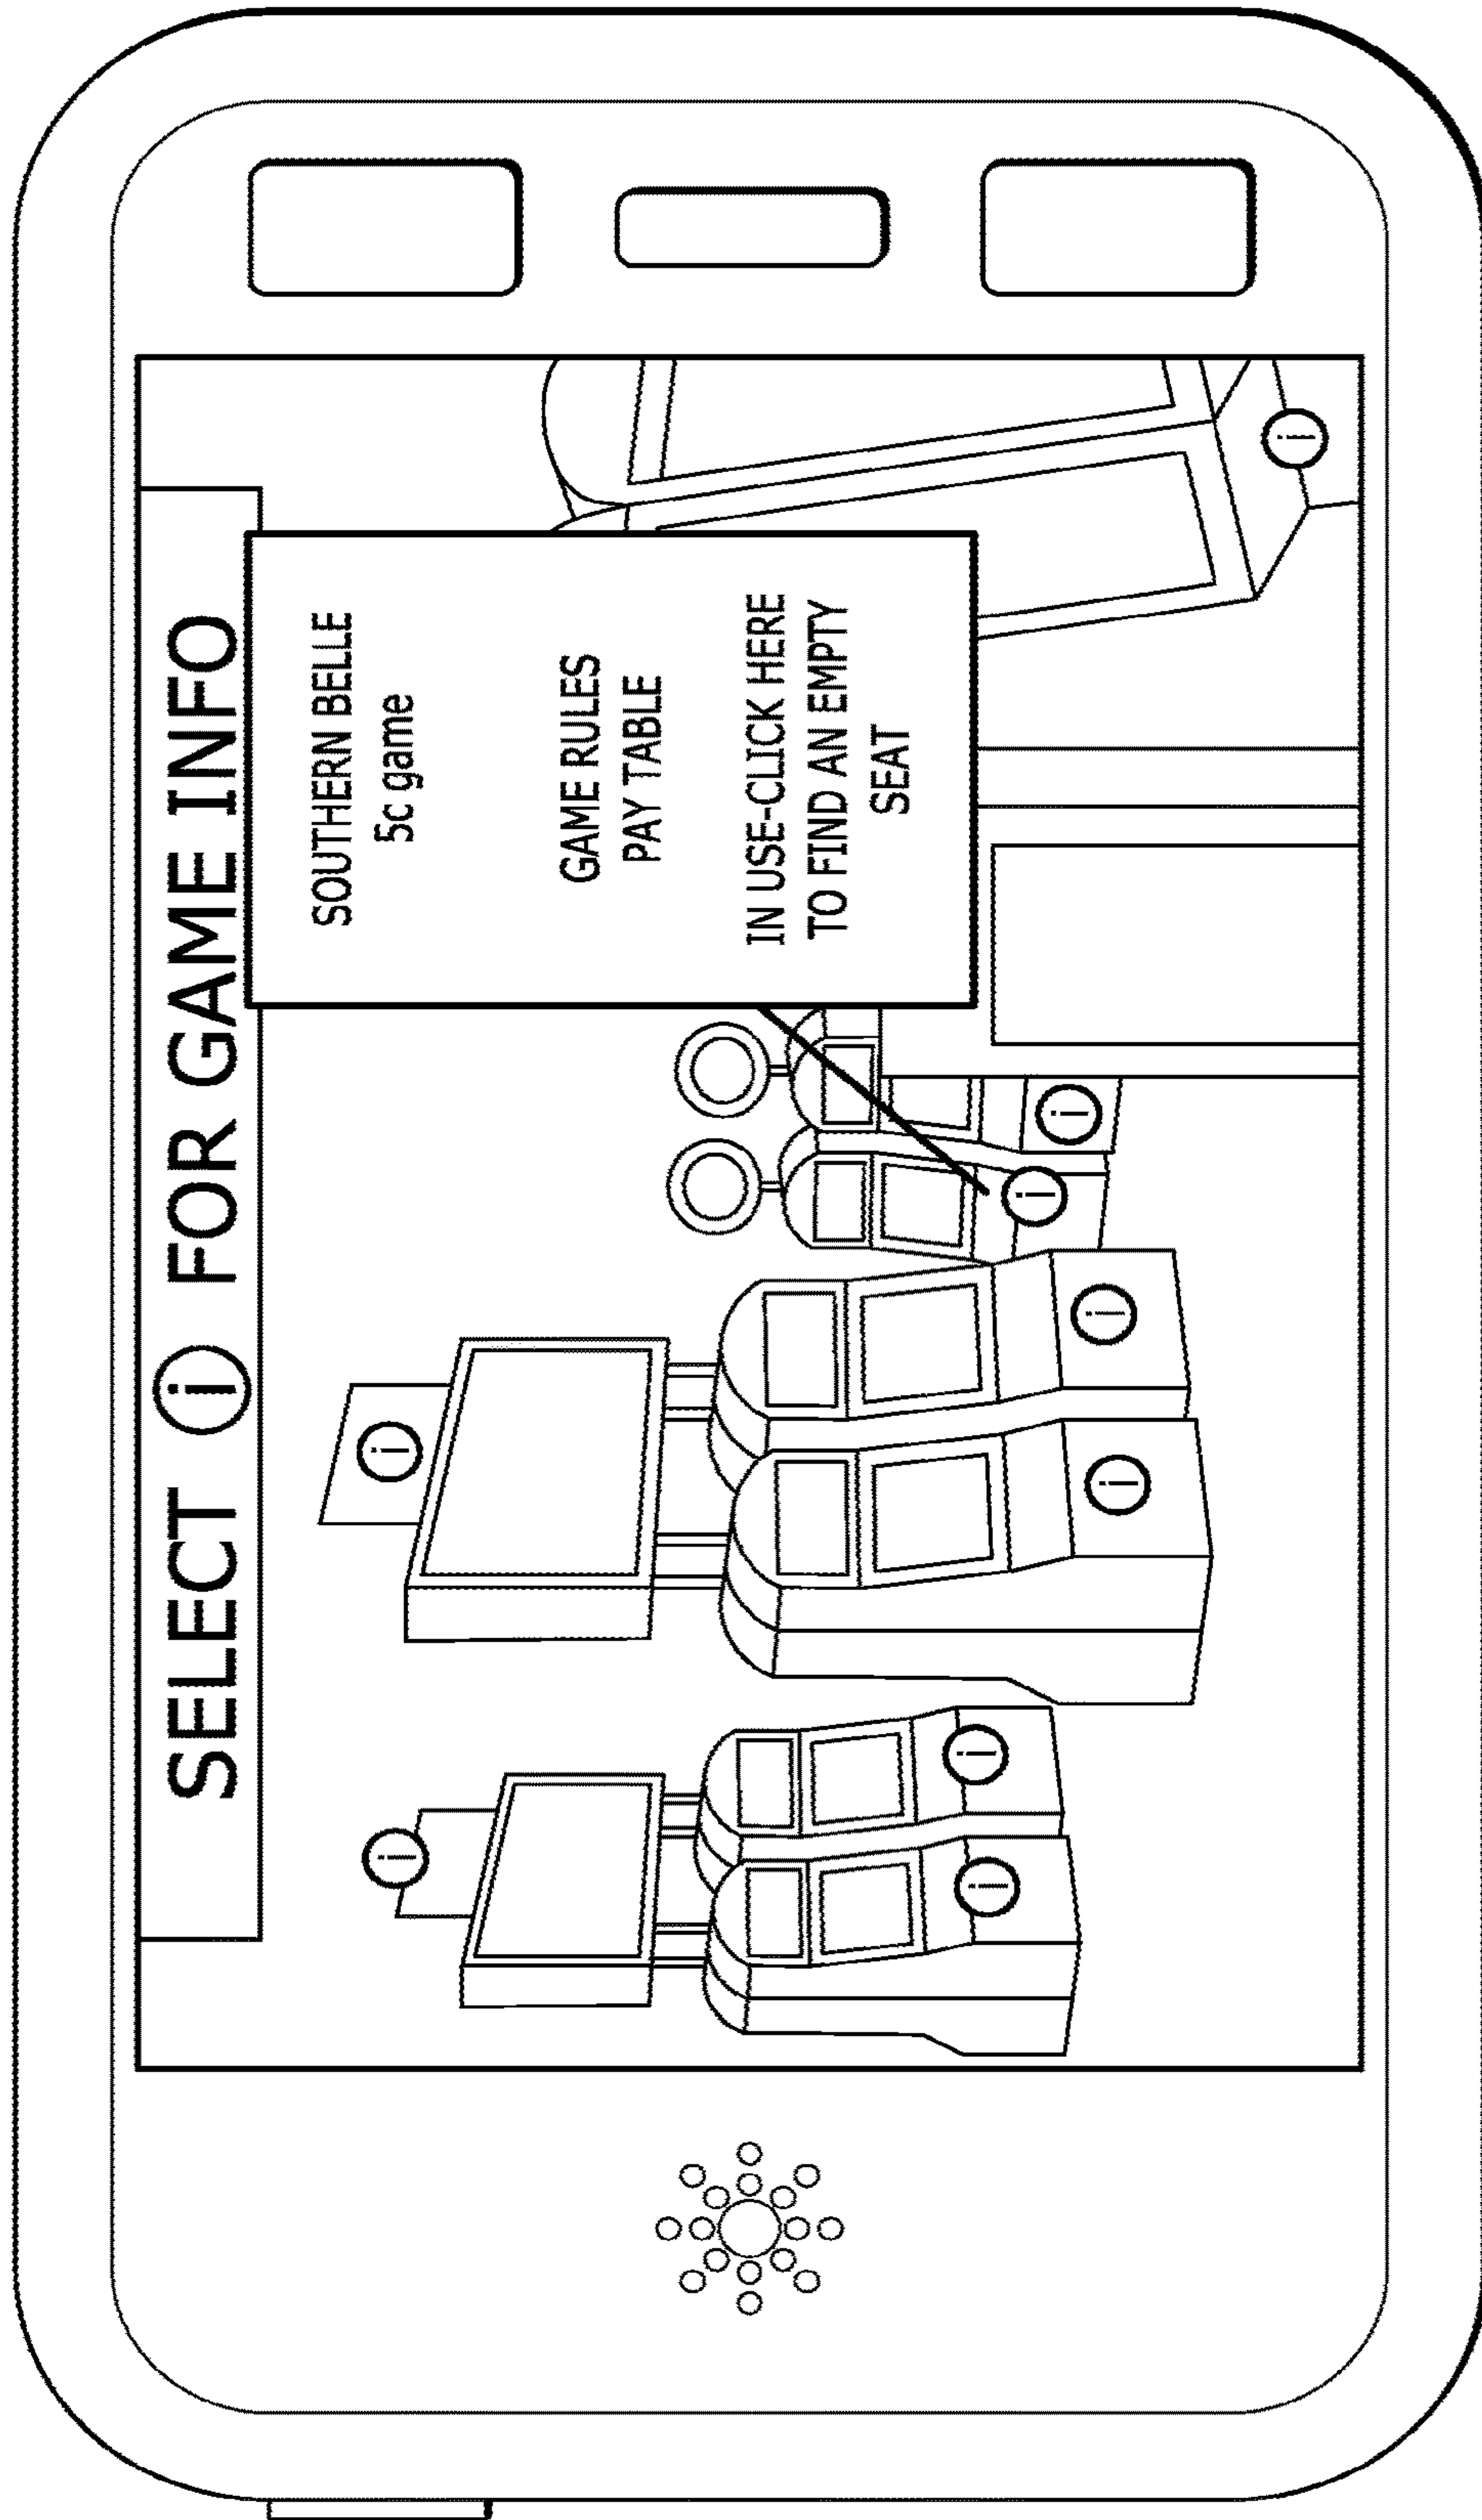 SELECT i FOR GAME INFO
SOUTHERN BELLE
5c game
GAME RULES
PAY TABLE
IN USE-CLICK HERE
TO FIND AN EMPTY
SEAT
i
i
i
i
i
i
i
i
i